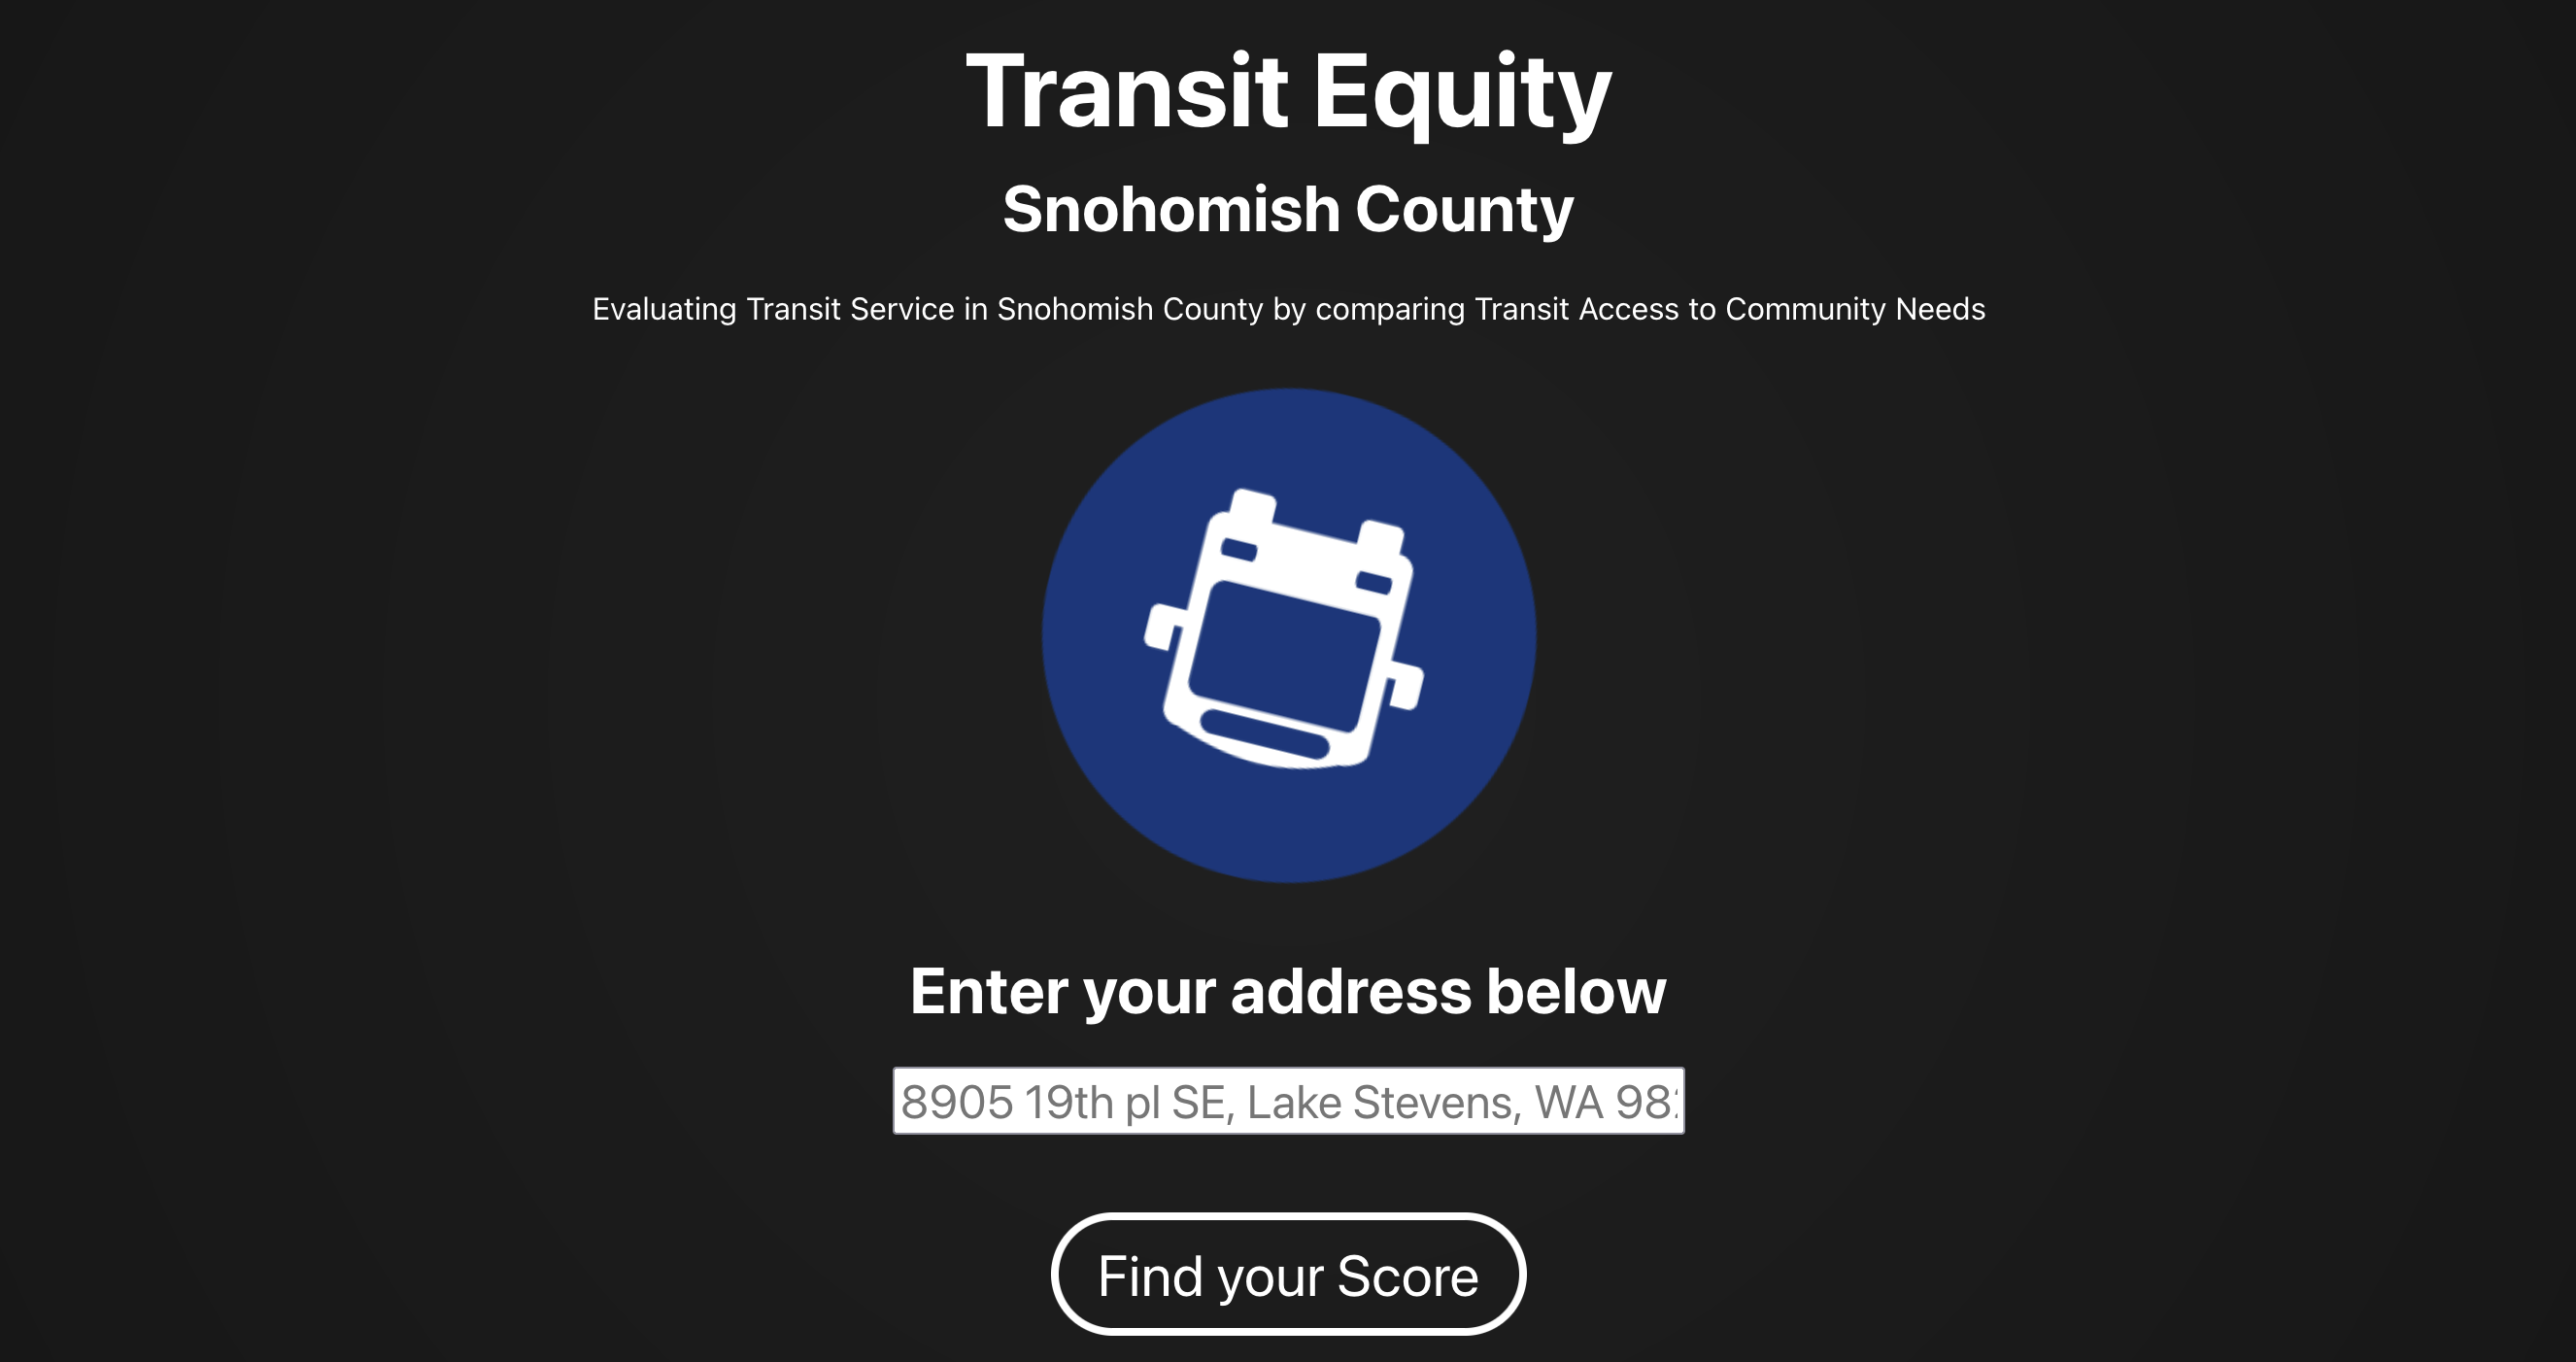 Transit Equity
Snohomish County
Evaluating Transit Service in Snohomish County by comparing Transit Access to Community Needs
Enter your address below
8905 19th pl SE, Lake Stevens, WA 98
Find your Score